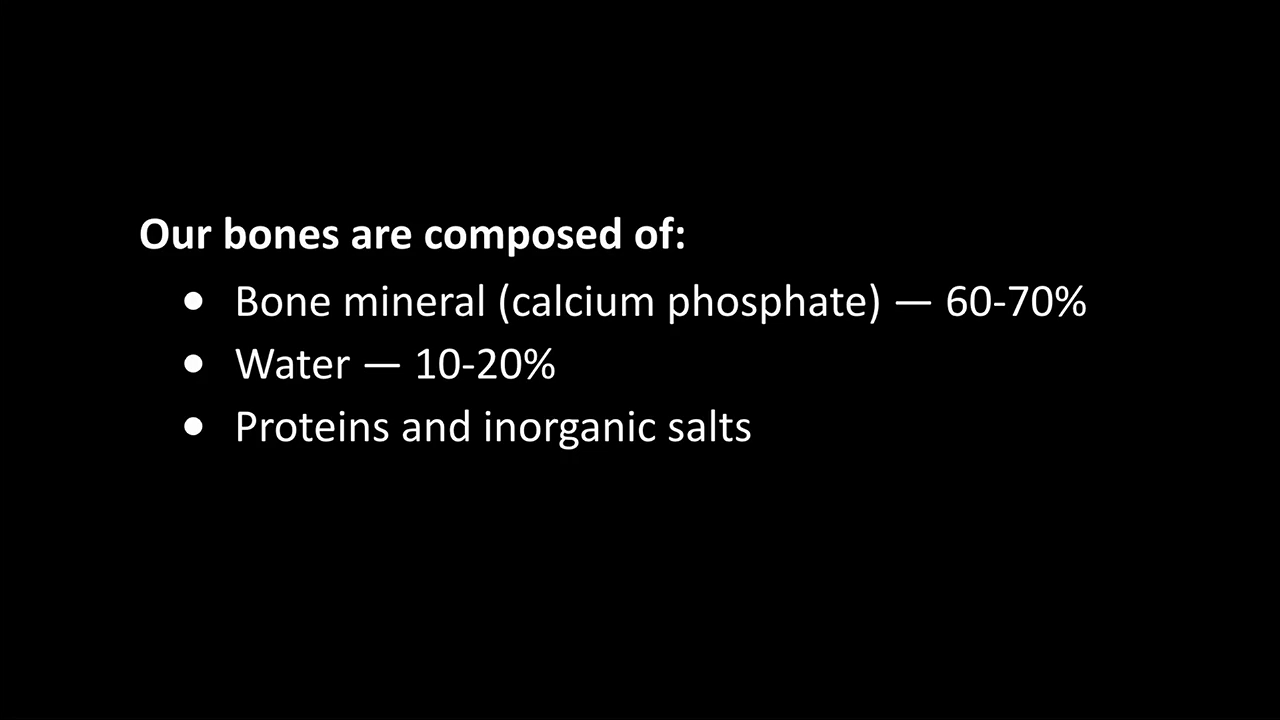 Our bones are composed of:
● Bone mineral (calcium phosphate) — 60-70%
● Water — 10-20%
● Proteins and inorganic salts